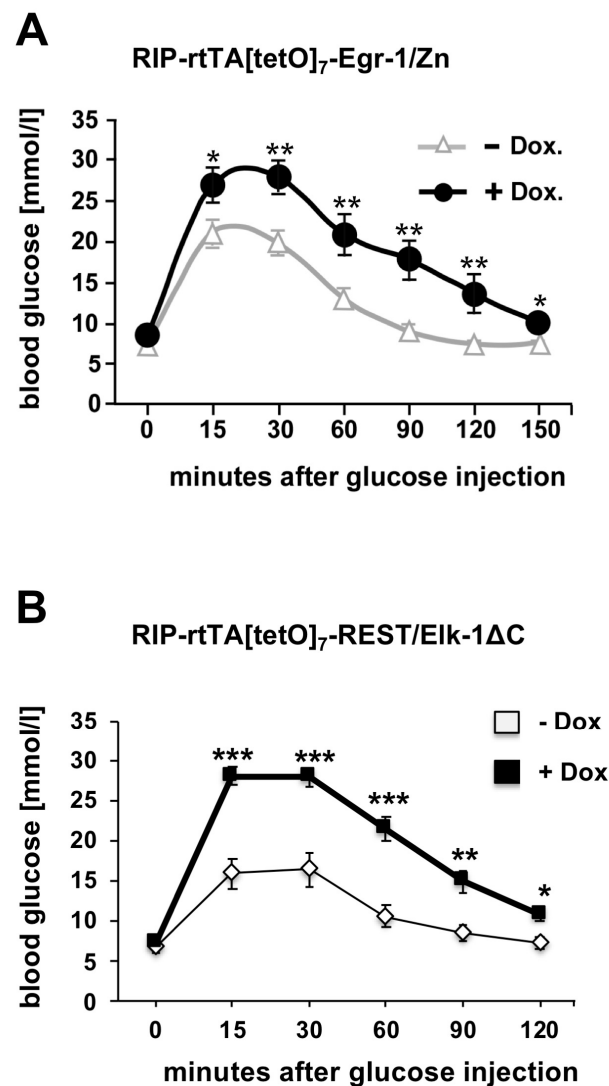 A
RIP-rtTA[tetO]₇-Egr-1/Zn
blood glucose [mmol/l]
35
30
25
20
15
10
5
0
* ** ** ** ** *
- Dox.
+ Dox.
0 15 30 60 90 120 150
minutes after glucose injection
B
RIP-rtTA[tetO]₇-REST/Elk-1ΔC
blood glucose [mmol/l]
35
30
25
20
15
10
5
0
*** *** *** ** *
- Dox
+ Dox
0 15 30 60 90 120
minutes after glucose injection